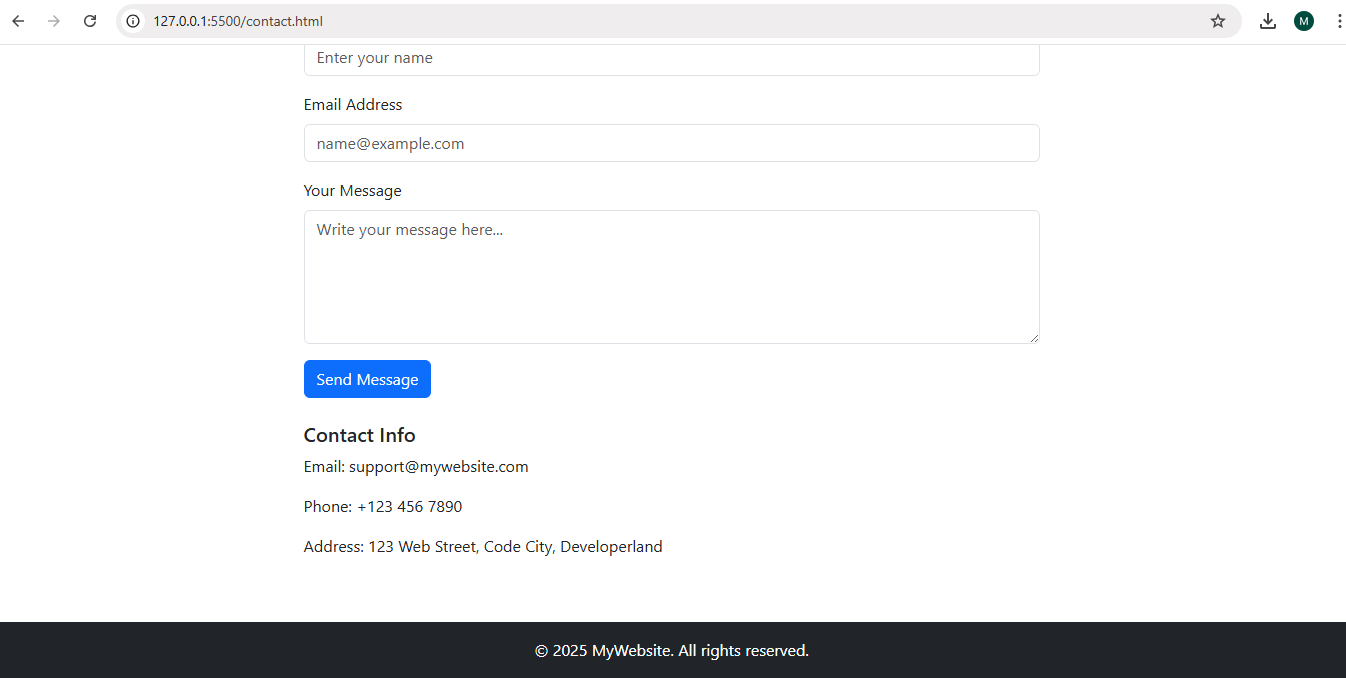 127.0.0.1:5500/contact.html
M
Enter your name
Email Address
name@example.com
Your Message
Write your message here...
Send Message
Contact Info
Email: support@mywebsite.com
Phone: +123 456 7890
Address: 123 Web Street, Code City, Developerland
© 2025 MyWebsite. All rights reserved.